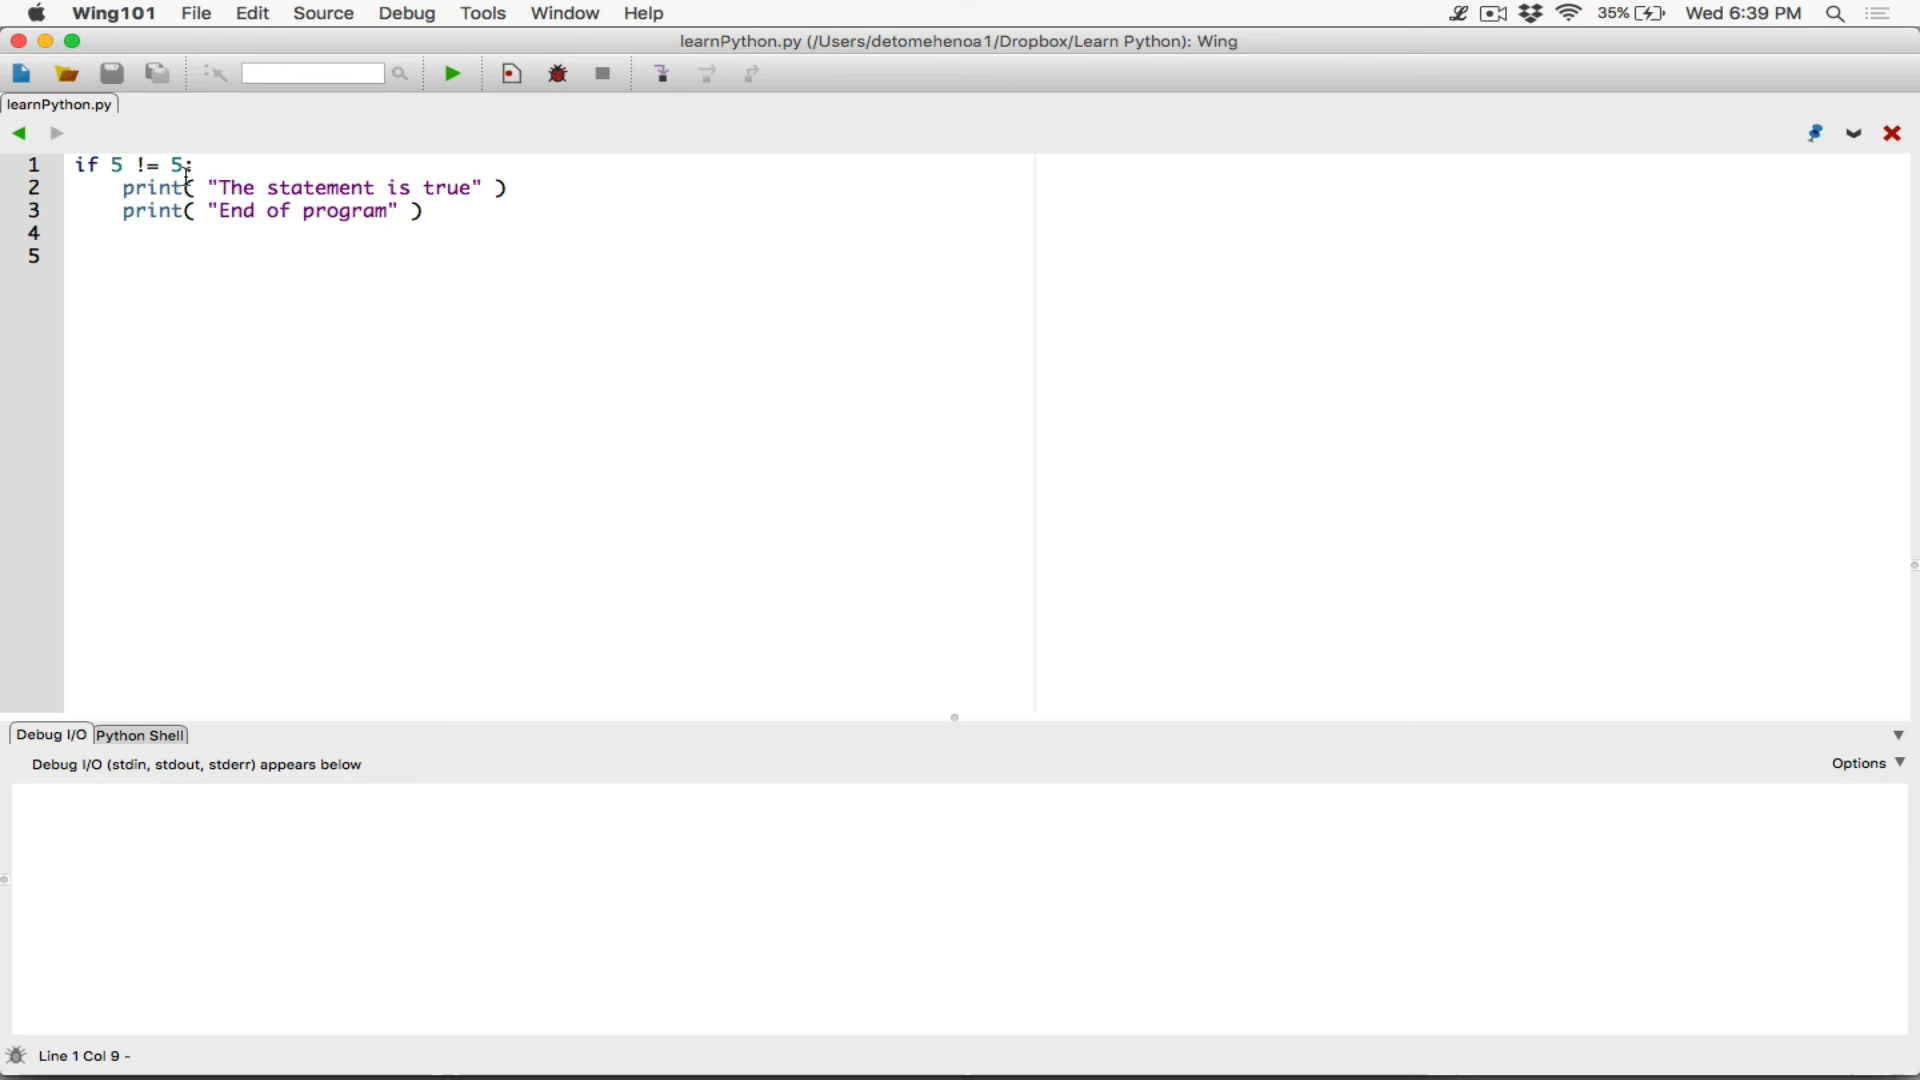 Wing101 File Edit Source Debug Tools Window Help 35% Wed 6:39 PM
learnPython.py (/Users/detomehenoa1/Dropbox/Learn Python): Wing
learnPython.py
1 if 5 != 5:
2 print( "The statement is true" )
3 print( "End of program" )
4
5
Debug I/O Python Shell
Debug I/O (stdin, stdout, stderr) appears below Options
Line 1 Col 9 -